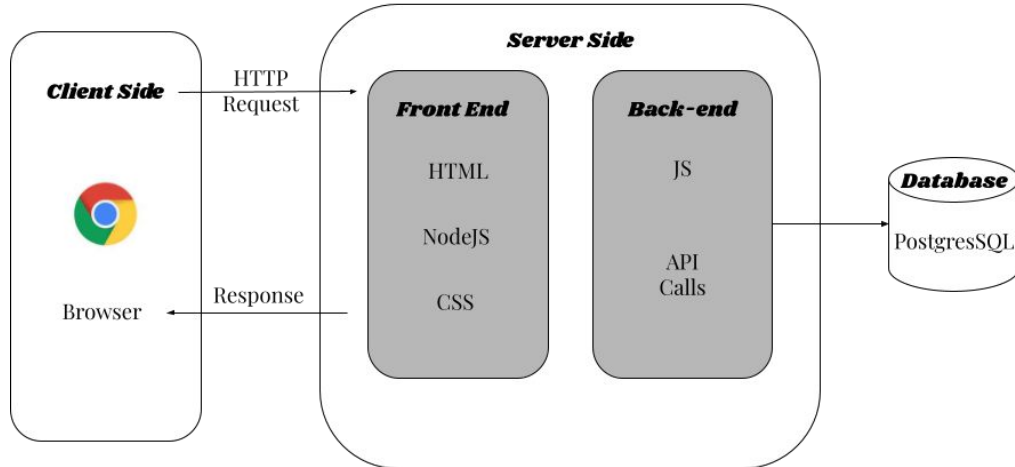 Server Side
Client Side
HTTP
Request
Front End
HTML
NodeJS
CSS
Back-end
JS
API
Calls
Database
PostgresSQL
Response
Browser